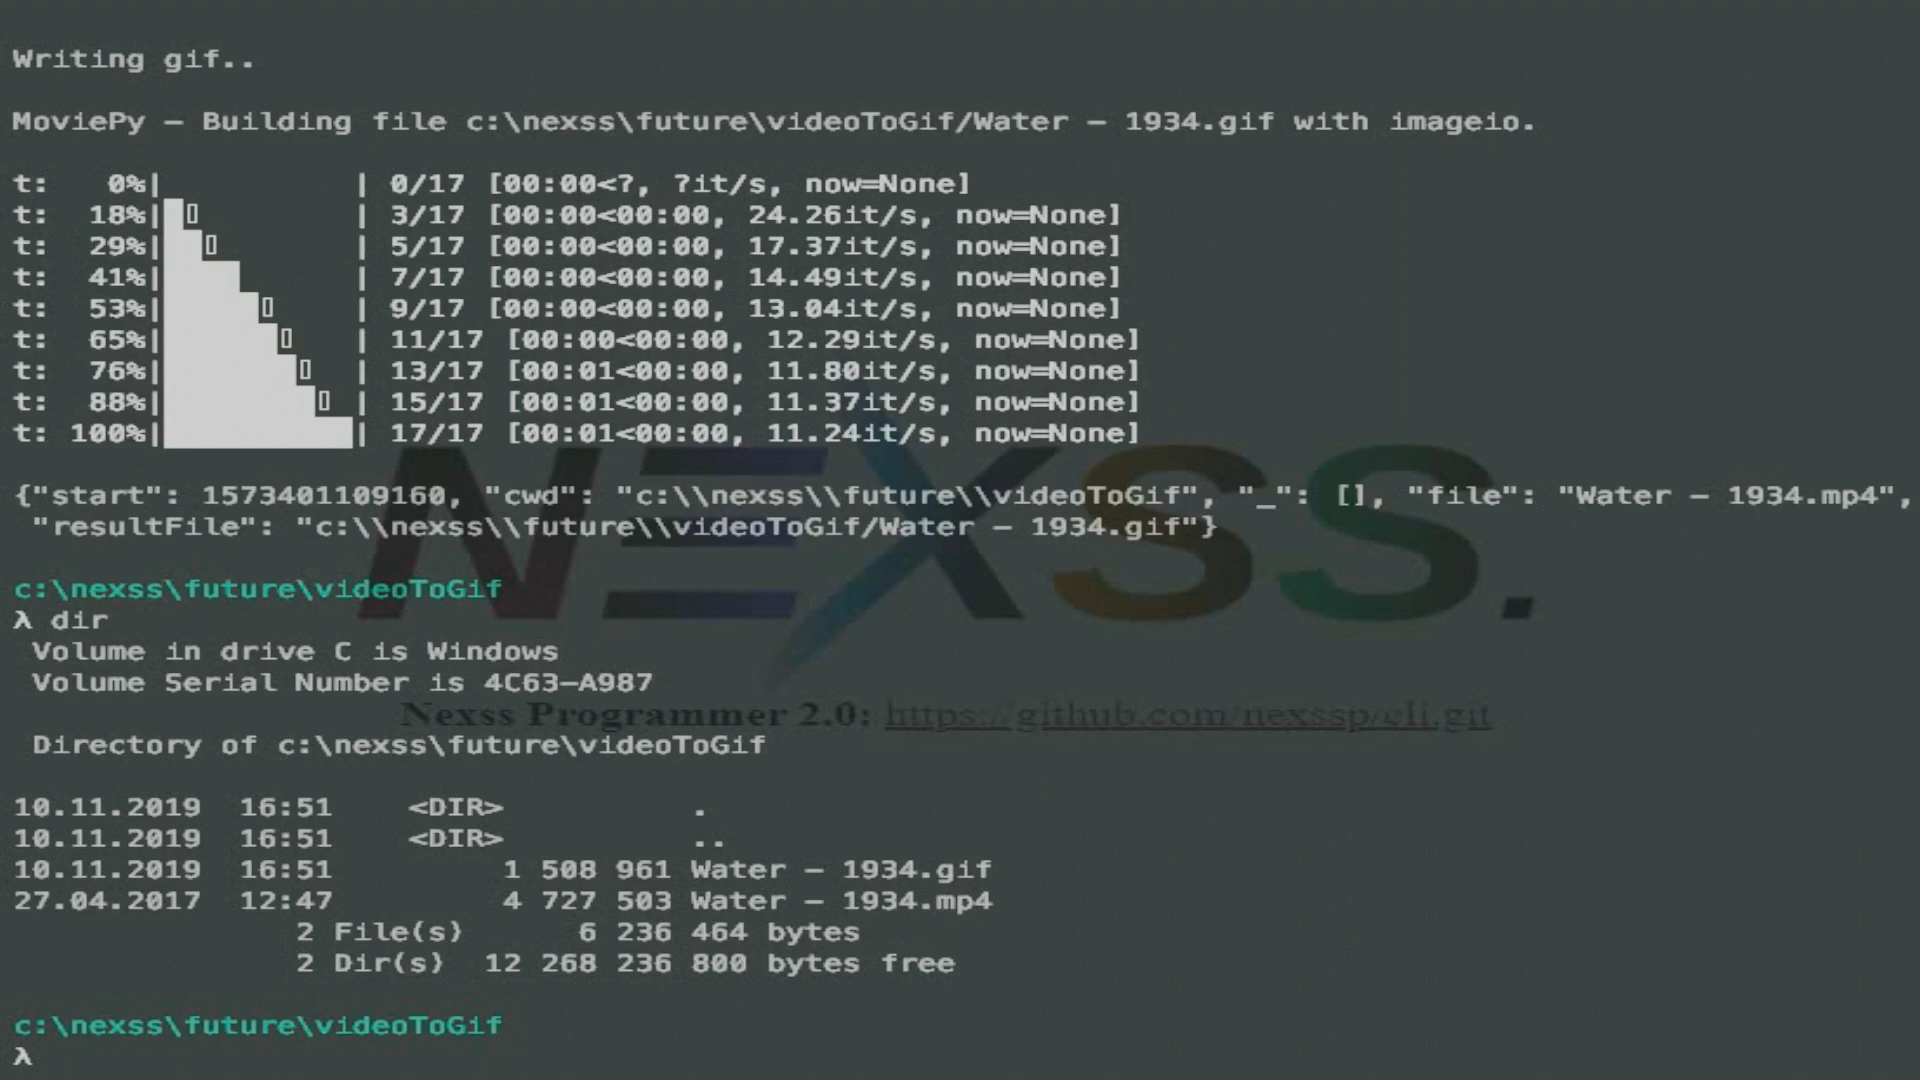 Writing gif..
MoviePy — Building file c:\nexss\future\videoToGif/Water — 1934.gif with imageio.
t:   0%|          | 0/17 [00:00<?, ?it/s, now=None]
t:  18%|█▯        | 3/17 [00:00<00:00, 24.26it/s, now=None]
t:  29%|██▯       | 5/17 [00:00<00:00, 17.37it/s, now=None]
t:  41%|████      | 7/17 [00:00<00:00, 14.49it/s, now=None]
t:  53%|█████▯    | 9/17 [00:00<00:00, 13.04it/s, now=None]
t:  65%|██████▯   | 11/17 [00:00<00:00, 12.29it/s, now=None]
t:  76%|███████▯  | 13/17 [00:01<00:00, 11.80it/s, now=None]
t:  88%|████████▯ | 15/17 [00:01<00:00, 11.37it/s, now=None]
t: 100%|██████████| 17/17 [00:01<00:00, 11.24it/s, now=None]
{"start": 1573401109160, "cwd": "c:\\nexss\\future\\videoToGif", "_": [], "file": "Water — 1934.mp4",
"resultFile": "c:\\nexss\\future\\videoToGif/Water — 1934.gif"}
NEXSS.
c:\nexss\future\videoToGif
λ dir
Volume in drive C is Windows
Volume Serial Number is 4C63—A987
Nexss Programmer 2.0: https://github.com/nexssp/cli.git
Directory of c:\nexss\future\videoToGif
10.11.2019  16:51    <DIR>          .
10.11.2019  16:51    <DIR>          ..
10.11.2019  16:51         1 508 961 Water — 1934.gif
27.04.2017  12:47         4 727 503 Water — 1934.mp4
2 File(s)      6 236 464 bytes
2 Dir(s)  12 268 236 800 bytes free
c:\nexss\future\videoToGif
λ